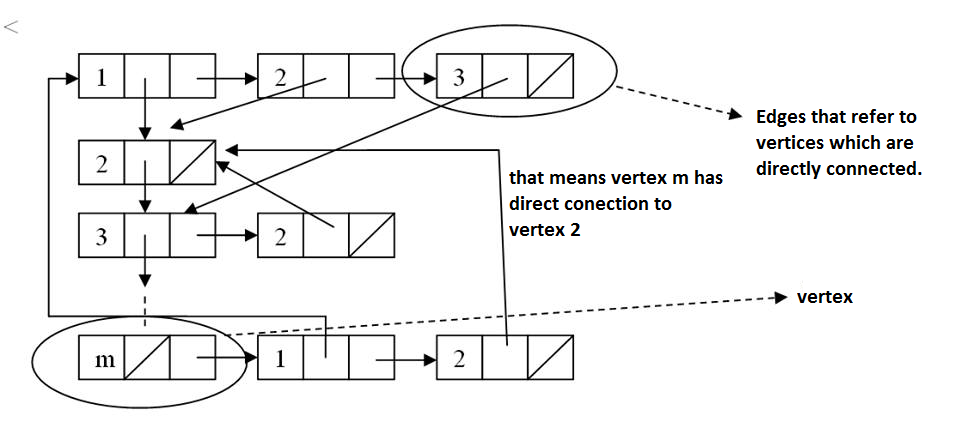 <
1 2 3
Edges that refer to
vertices which are
directly connected.
2
that means vertex m has
direct conection to
vertex 2
3 2
vertex
m 1 2